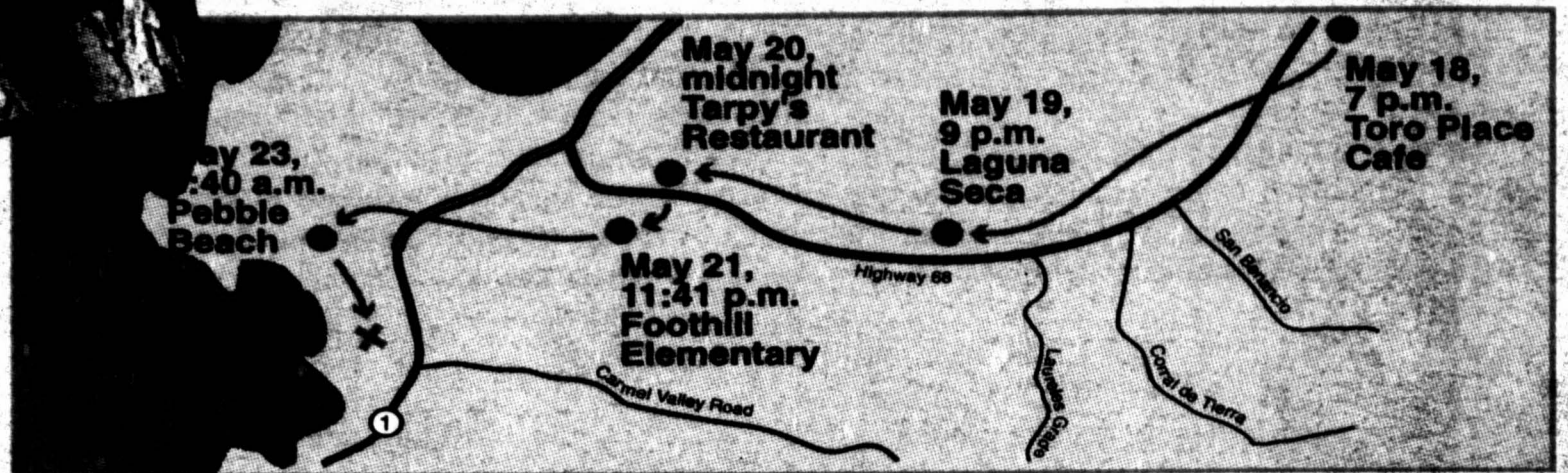 May 20,
midnight
Tarpy's
Restaurant
May 18,
7 p.m.
Toro Place
Cafe
May 19,
9 p.m.
Laguna
Seca
ay 23,
:40 a.m.
Pebble
Beach
May 21,
11:41 p.m.
Foothill
Elementary
Highway 68
San Benancio
Corral de Tierra
Laureles Grade
Carmel Valley Road
1